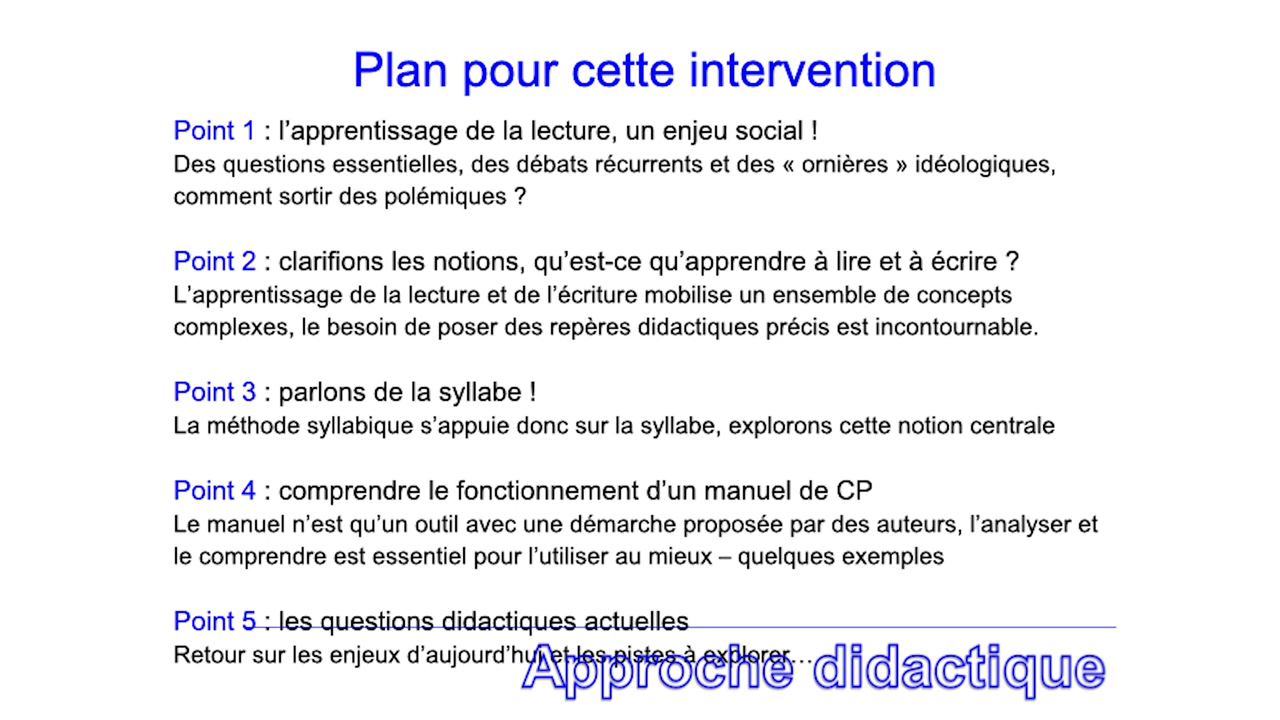 Plan pour cette intervention
Point 1 : l’apprentissage de la lecture, un enjeu social !
Des questions essentielles, des débats récurrents et des « ornières » idéologiques,
comment sortir des polémiques ?
Point 2 : clarifions les notions, qu’est-ce qu’apprendre à lire et à écrire ?
L’apprentissage de la lecture et de l’écriture mobilise un ensemble de concepts
complexes, le besoin de poser des repères didactiques précis est incontournable.
Point 3 : parlons de la syllabe !
La méthode syllabique s’appuie donc sur la syllabe, explorons cette notion centrale
Point 4 : comprendre le fonctionnement d’un manuel de CP
Le manuel n’est qu’un outil avec une démarche proposée par des auteurs, l’analyser et
le comprendre est essentiel pour l’utiliser au mieux – quelques exemples
Point 5 : les questions didactiques actuelles
Retour sur les enjeux d’aujourd’hui et les pistes à explorer…
Approche didactique